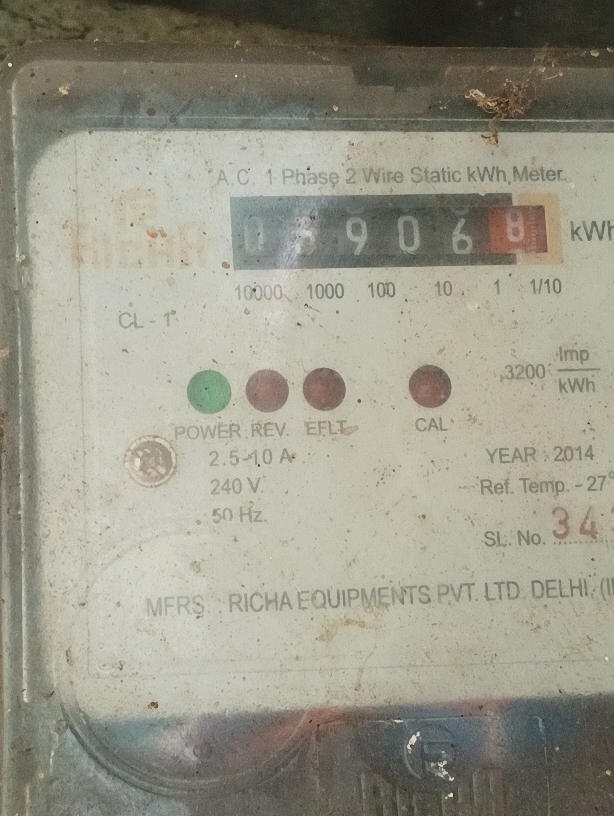 RICHA
A.C. 1 Phase 2 Wire Static kWh Meter
9 0 6 8 kWh
10000 1000 100 10 1 1/10
CL - 1
3200 Imp
kWh
POWER REV. EFLT CAL
2.5-10 A YEAR : 2014
240 V Ref. Temp. - 27°
50 Hz. SL. No. 34
MFRS. : RICHA EQUIPMENTS PVT. LTD. DELHI.